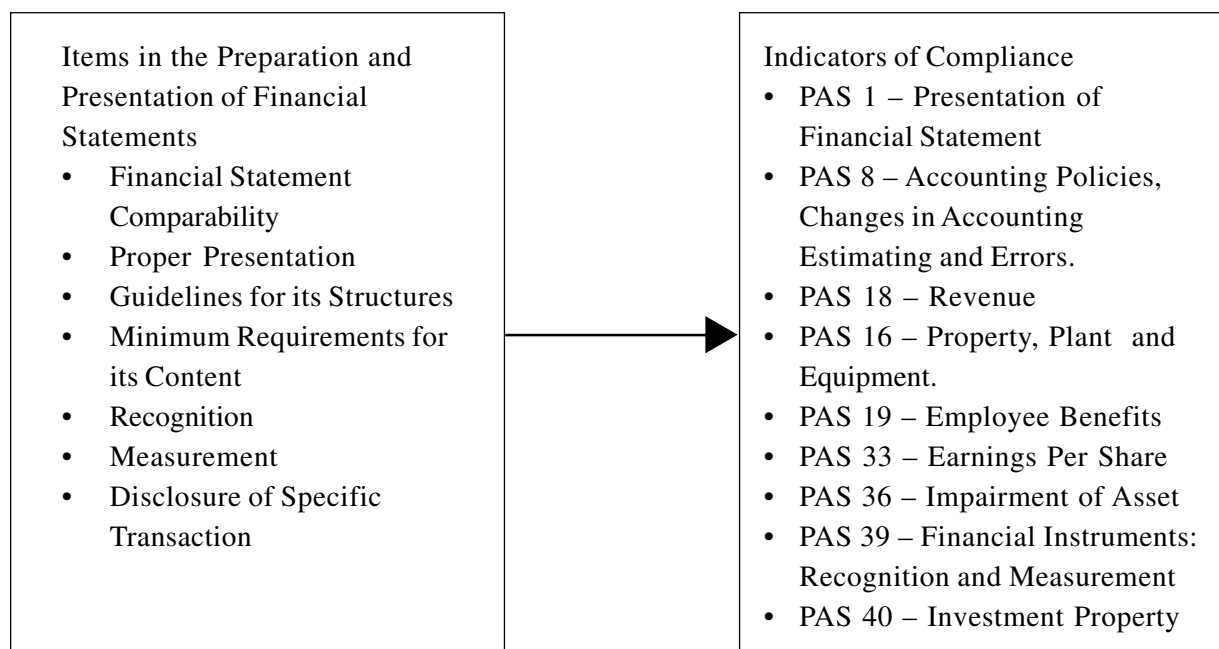 Items in the Preparation and
Presentation of Financial
Statements
• Financial Statement
Comparability
• Proper Presentation
• Guidelines for its Structures
• Minimum Requirements for
its Content
• Recognition
• Measurement
• Disclosure of Specific
Transaction
Indicators of Compliance
• PAS 1 – Presentation of
Financial Statement
• PAS 8 – Accounting Policies,
Changes in Accounting
Estimating and Errors.
• PAS 18 – Revenue
• PAS 16 – Property, Plant and
Equipment.
• PAS 19 – Employee Benefits
• PAS 33 – Earnings Per Share
• PAS 36 – Impairment of Asset
• PAS 39 – Financial Instruments:
Recognition and Measurement
• PAS 40 – Investment Property